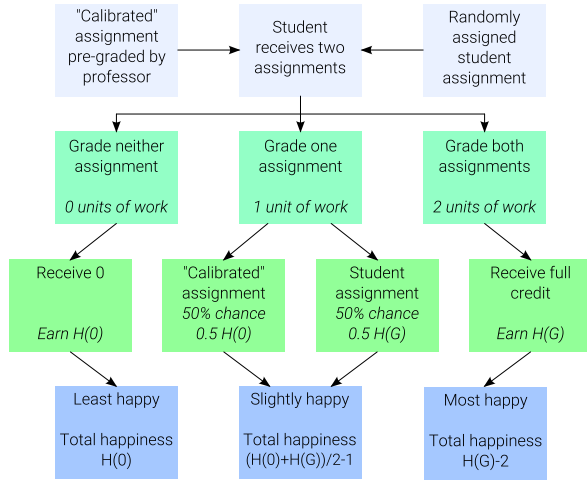 "Calibrated"
assignment
pre-graded by
professor
Student
receives two
assignments
Randomly
assigned
student
assignment
Grade neither
assignment
0 units of work
Grade one
assignment
1 unit of work
Grade both
assignments
2 units of work
Receive 0
Earn H(0)
"Calibrated"
assignment
50% chance
0.5 H(0)
Student
assignment
50% chance
0.5 H(G)
Receive full
credit
Earn H(G)
Least happy
Total happiness
H(0)
Slightly happy
Total happiness
(H(0)+H(G))/2-1
Most happy
Total happiness
H(G)-2